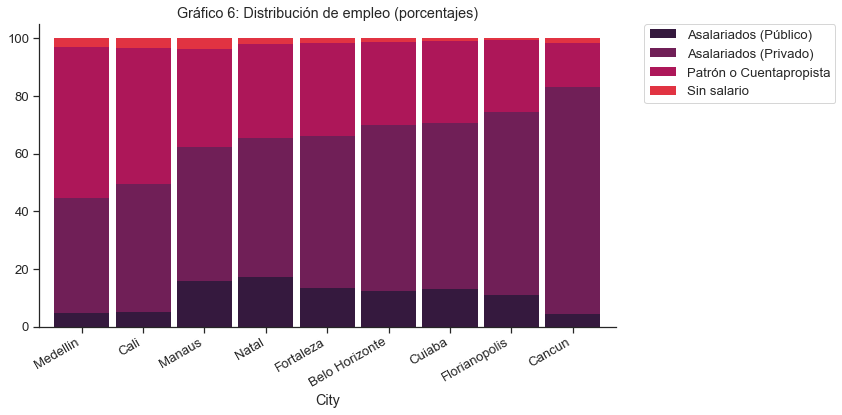 Gráfico 6: Distribución de empleo (porcentajes)
100
80
60
40
20
0
Medellin
Cali
Manaus
Natal
Fortaleza
Belo Horizonte
Cuiaba
Florianopolis
Cancun
City
Asalariados (Público)
Asalariados (Privado)
Patrón o Cuentapropista
Sin salario